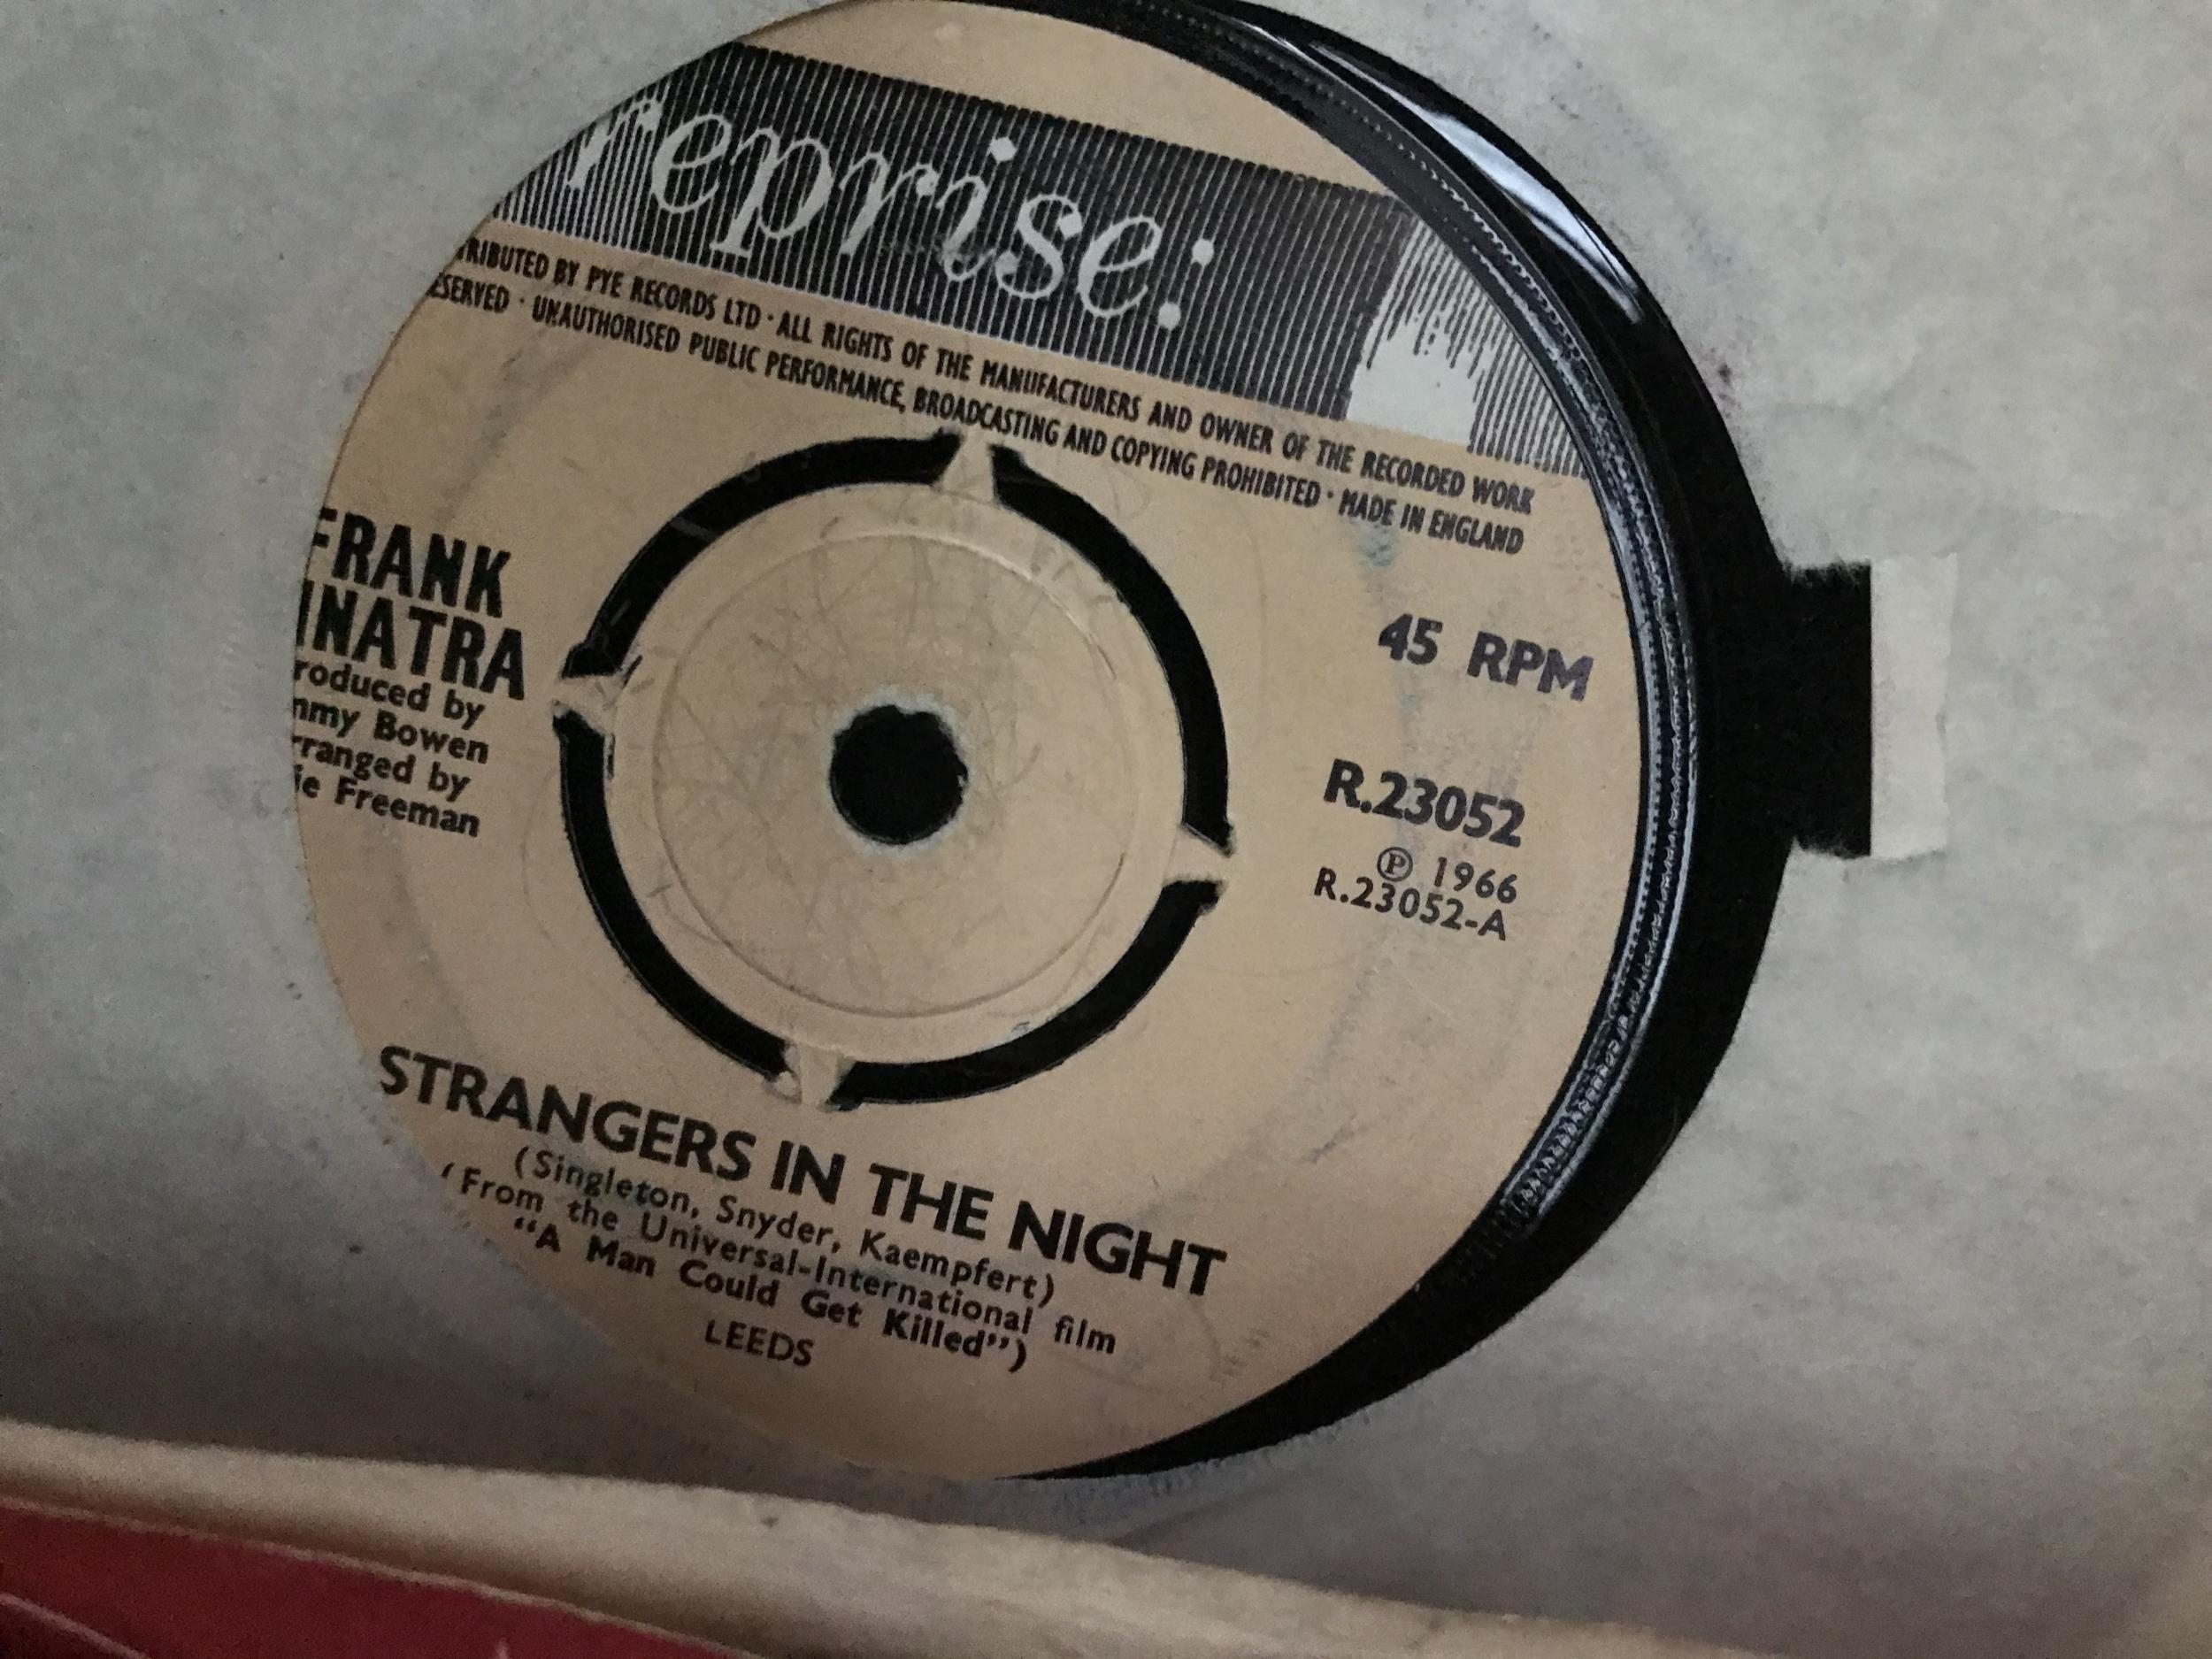 reprise:
TRIBUTED BY PYE RECORDS LTD · ALL RIGHTS OF THE MANUFACTURERS AND OWNER OF THE RECORDED WORK
ESERVED · UNAUTHORISED PUBLIC PERFORMANCE, BROADCASTING AND COPYING PROHIBITED · MADE IN ENGLAND
FRANK
INATRA
roduced by
mmy Bowen
rranged by
ie Freeman
45 RPM
R.23052
℗ 1966
R.23052-A
STRANGERS IN THE NIGHT
(Singleton, Snyder, Kaempfert)
(From the Universal-International film
“A Man Could Get Killed”)
LEEDS